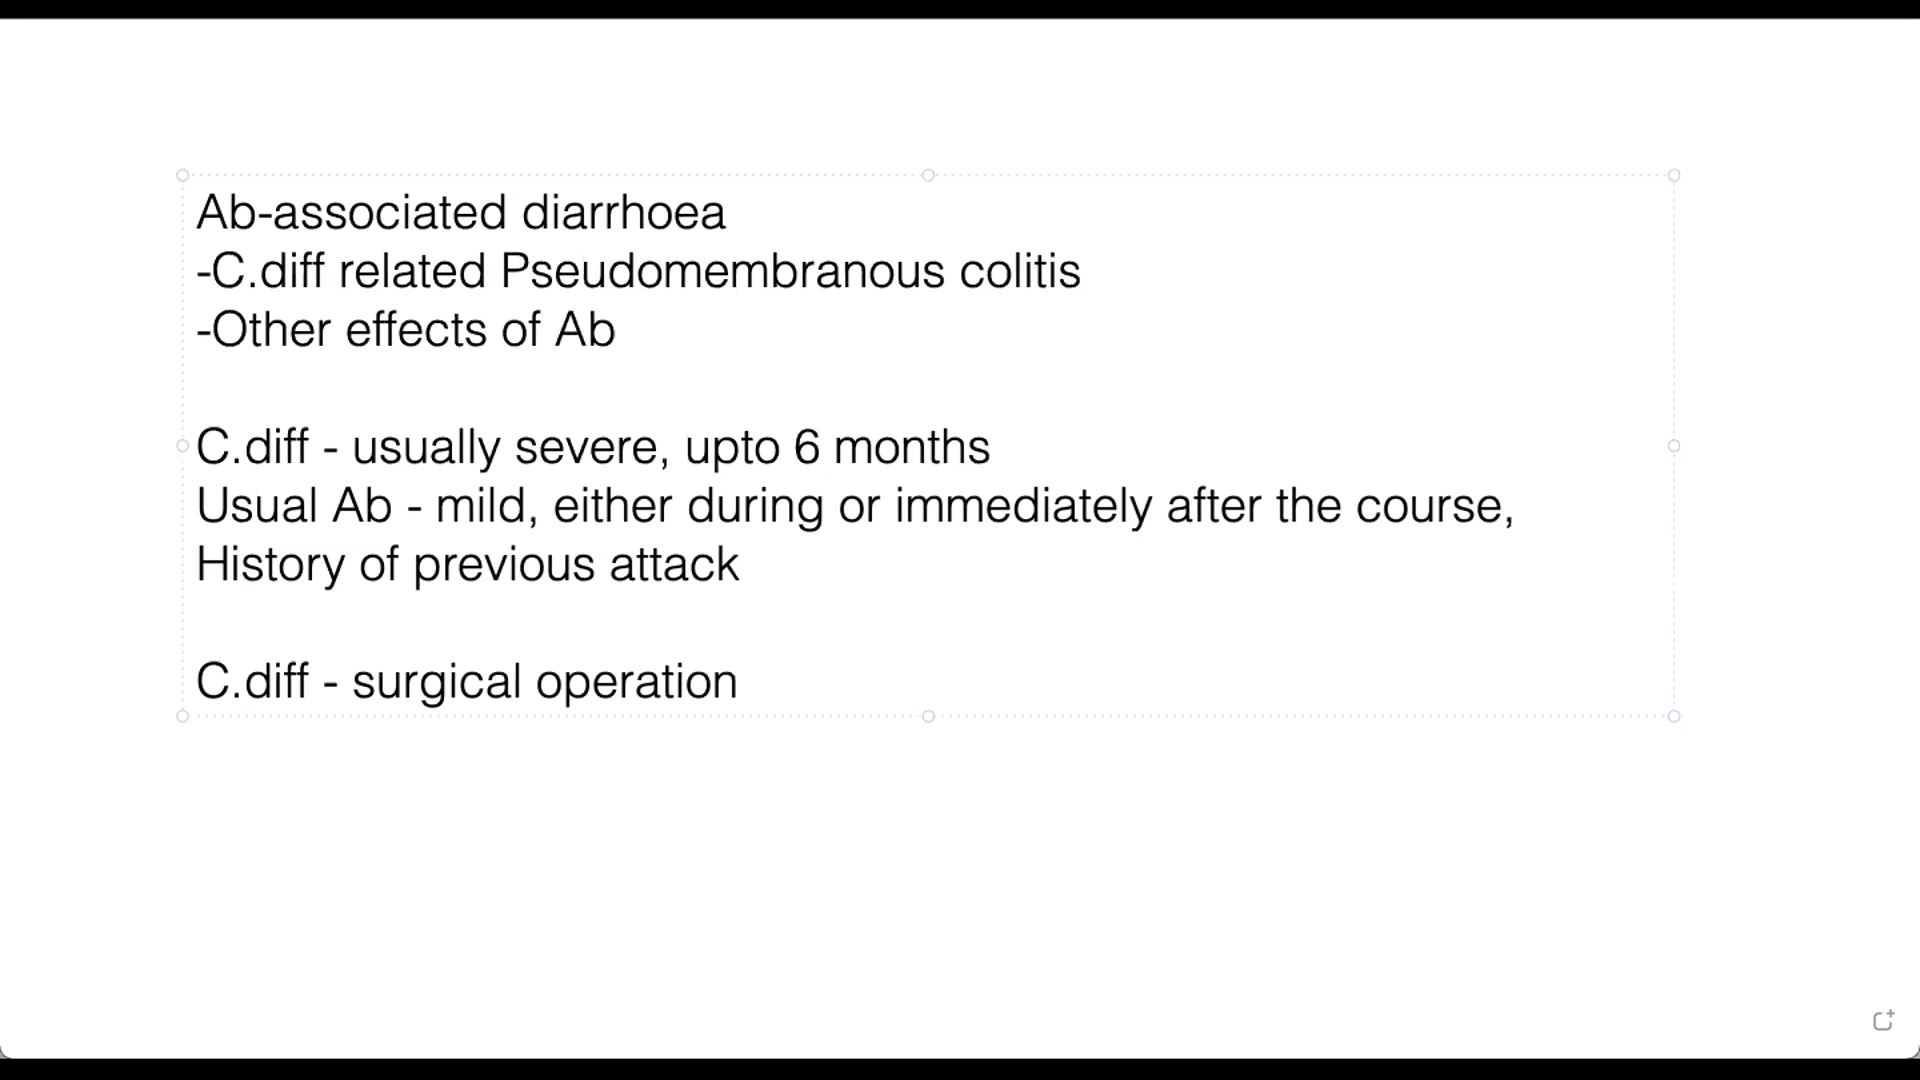 Ab-associated diarrhoea
-C.diff related Pseudomembranous colitis
-Other effects of Ab
C.diff - usually severe, upto 6 months
Usual Ab - mild, either during or immediately after the course,
History of previous attack
C.diff - surgical operation